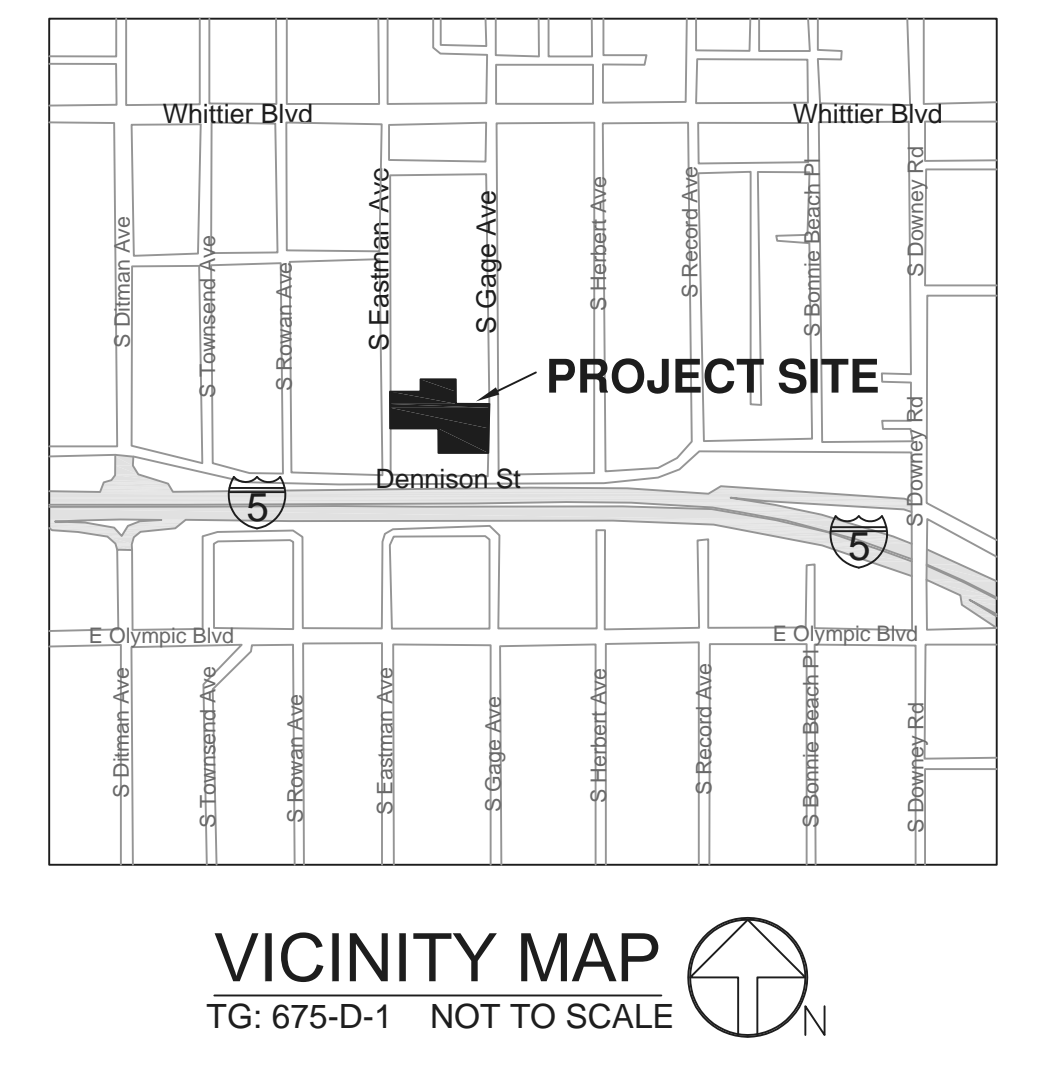 Whittier Blvd
Whittier Blvd
S Ditman Ave
S Townsend Ave
S Rowan Ave
S Eastman Ave
S Gage Ave
S Herbert Ave
S Record Ave
S Bonnie Beach Pl
S Downey Rd
PROJECT SITE
S Downey Rd
Dennison St
5
5
E Olympic Blvd
E Olympic Blvd
S Ditman Ave
S Townsend Ave
S Rowan Ave
S Eastman Ave
S Gage Ave
S Herbert Ave
S Record Ave
S Bonnie Beach Pl
S Downey Rd
VICINITY MAP
TG: 675-D-1 NOT TO SCALE
N